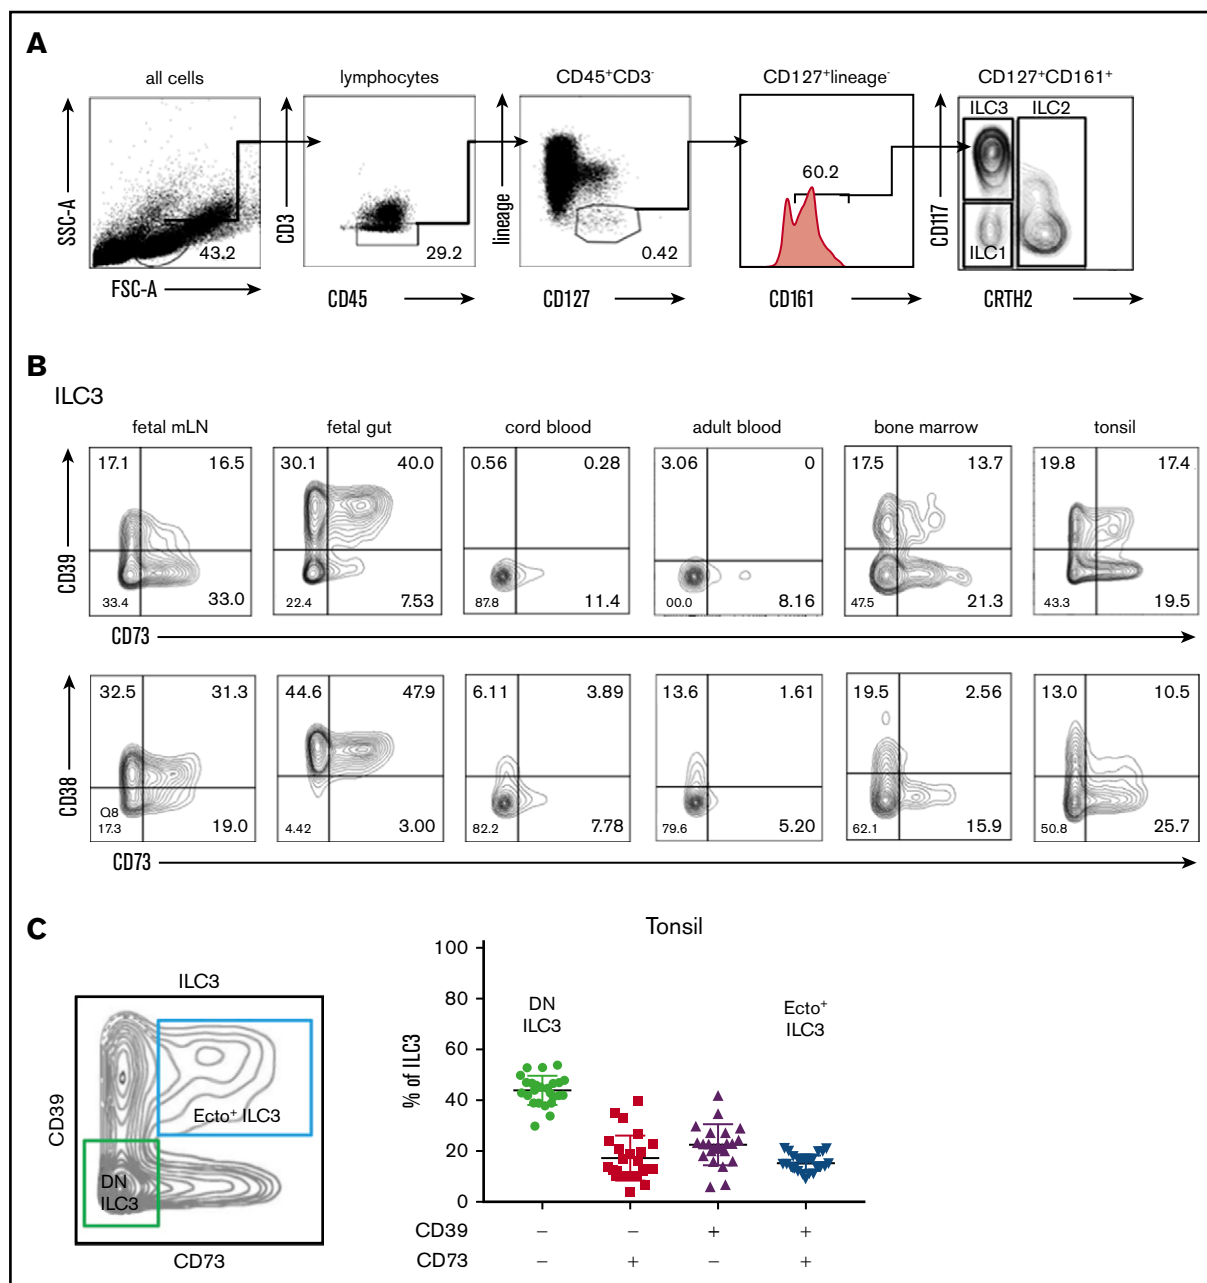 A
all cells
lymphocytes
CD45+CD3-
CD127+lineage-
CD127+CD161+
SSC-A
43.2
FSC-A
CD3
29.2
CD45
lineage
0.42
CD127
60.2
CD161
CD117
ILC3
ILC2
ILC1
CRTH2
B
ILC3
fetal mLN
fetal gut
cord blood
adult blood
bone marrow
tonsil
CD39
17.1 16.5
33.4 33.0
30.1 40.0
22.4 7.53
0.56 0.28
87.8 11.4
3.06 0
00.0 8.16
17.5 13.7
47.5 21.3
19.8 17.4
43.3 19.5
CD73
CD38
32.5 31.3
Q8
17.3 19.0
44.6 47.9
4.42 3.00
6.11 3.89
82.2 7.78
13.6 1.61
79.6 5.20
19.5 2.56
62.1 15.9
13.0 10.5
50.8 25.7
CD73
C
ILC3
CD39
Ecto+ ILC3
DN
ILC3
CD73
Tonsil
% of ILC3
100
80
60
40
20
0
DN
ILC3
Ecto+
ILC3
CD39 − − + +
CD73 − + − +